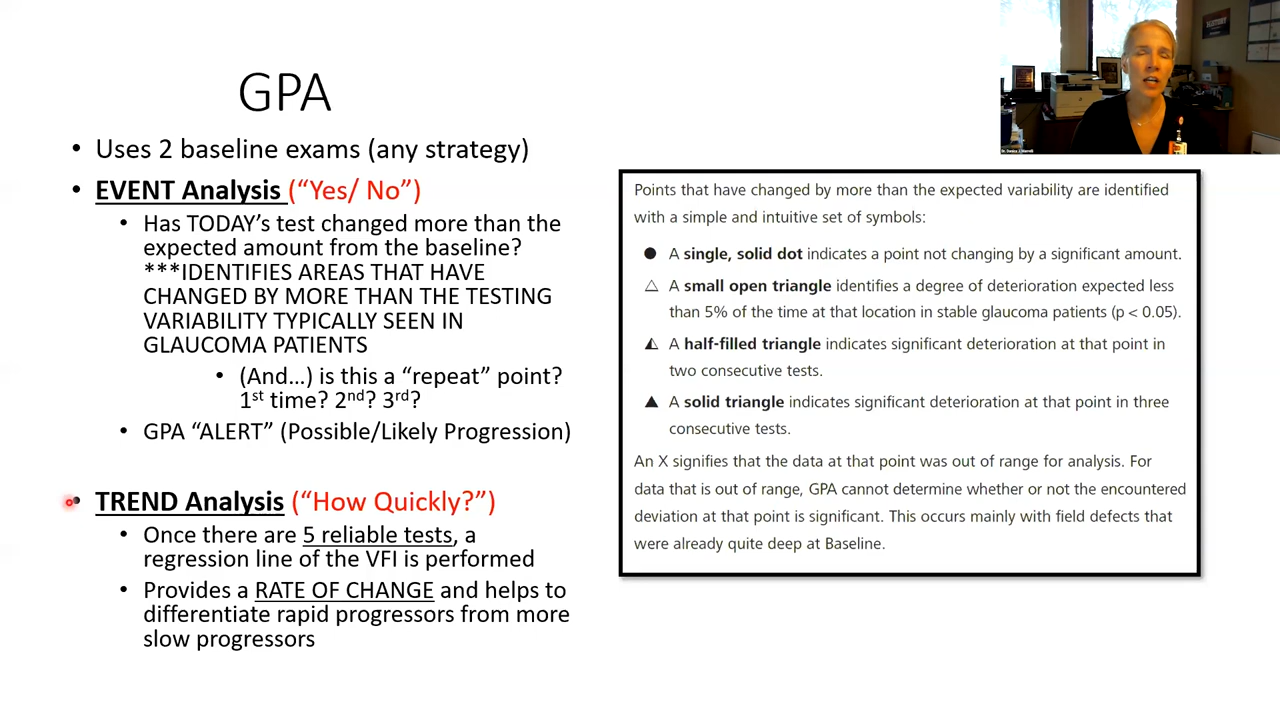 GPA
• Uses 2 baseline exams (any strategy)
• EVENT Analysis (“Yes/ No”)
• Has TODAY’s test changed more than the
expected amount from the baseline?
***IDENTIFIES AREAS THAT HAVE
CHANGED BY MORE THAN THE TESTING
VARIABILITY TYPICALLY SEEN IN
GLAUCOMA PATIENTS
• (And…) is this a “repeat” point?
1st time? 2nd? 3rd?
• GPA “ALERT” (Possible/Likely Progression)
• TREND Analysis (“How Quickly?”)
• Once there are 5 reliable tests, a
regression line of the VFI is performed
• Provides a RATE OF CHANGE and helps to
differentiate rapid progressors from more
slow progressors
Points that have changed by more than the expected variability are identified
with a simple and intuitive set of symbols:
● A single, solid dot indicates a point not changing by a significant amount.
△ A small open triangle identifies a degree of deterioration expected less
than 5% of the time at that location in stable glaucoma patients (p < 0.05).
◭ A half-filled triangle indicates significant deterioration at that point in
two consecutive tests.
▲ A solid triangle indicates significant deterioration at that point in three
consecutive tests.
An X signifies that the data at that point was out of range for analysis. For
data that is out of range, GPA cannot determine whether or not the encountered
deviation at that point is significant. This occurs mainly with field defects that
were already quite deep at Baseline.